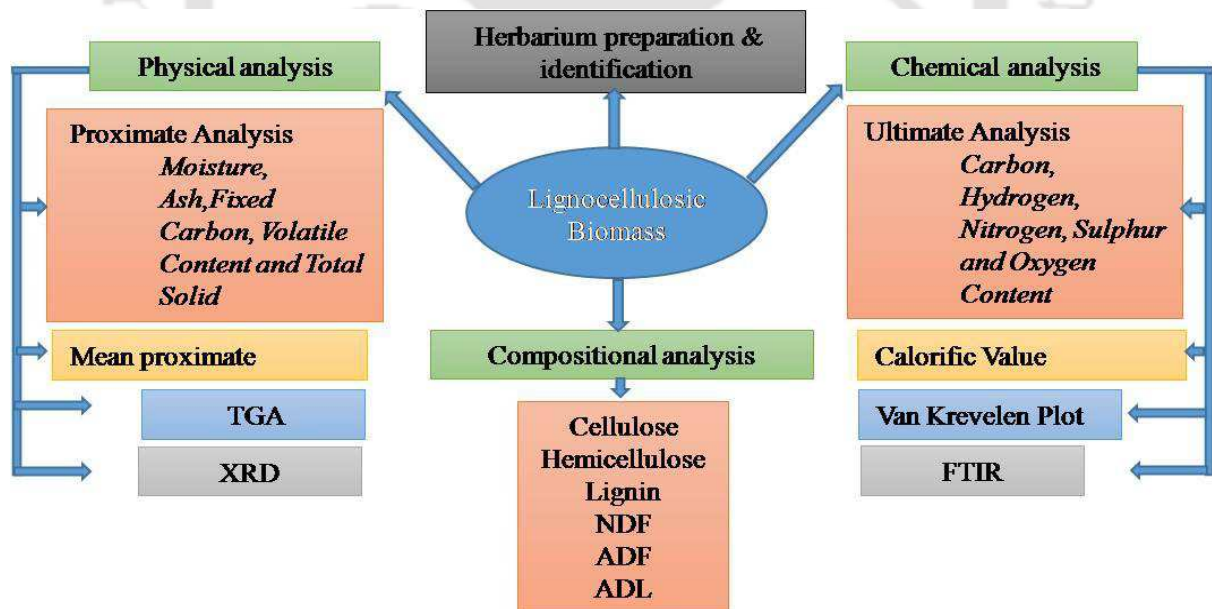 Herbarium preparation &
identification
Physical analysis
Chemical analysis
Proximate Analysis
Moisture,
Ash,Fixed
Carbon, Volatile
Content and Total
Solid
Lignocellulosic
Biomass
Ultimate Analysis
Carbon,
Hydrogen,
Nitrogen, Sulphur
and Oxygen
Content
Mean proximate
Compositional analysis
Calorific Value
TGA
Van Krevelen Plot
XRD
FTIR
Cellulose
Hemicellulose
Lignin
NDF
ADF
ADL